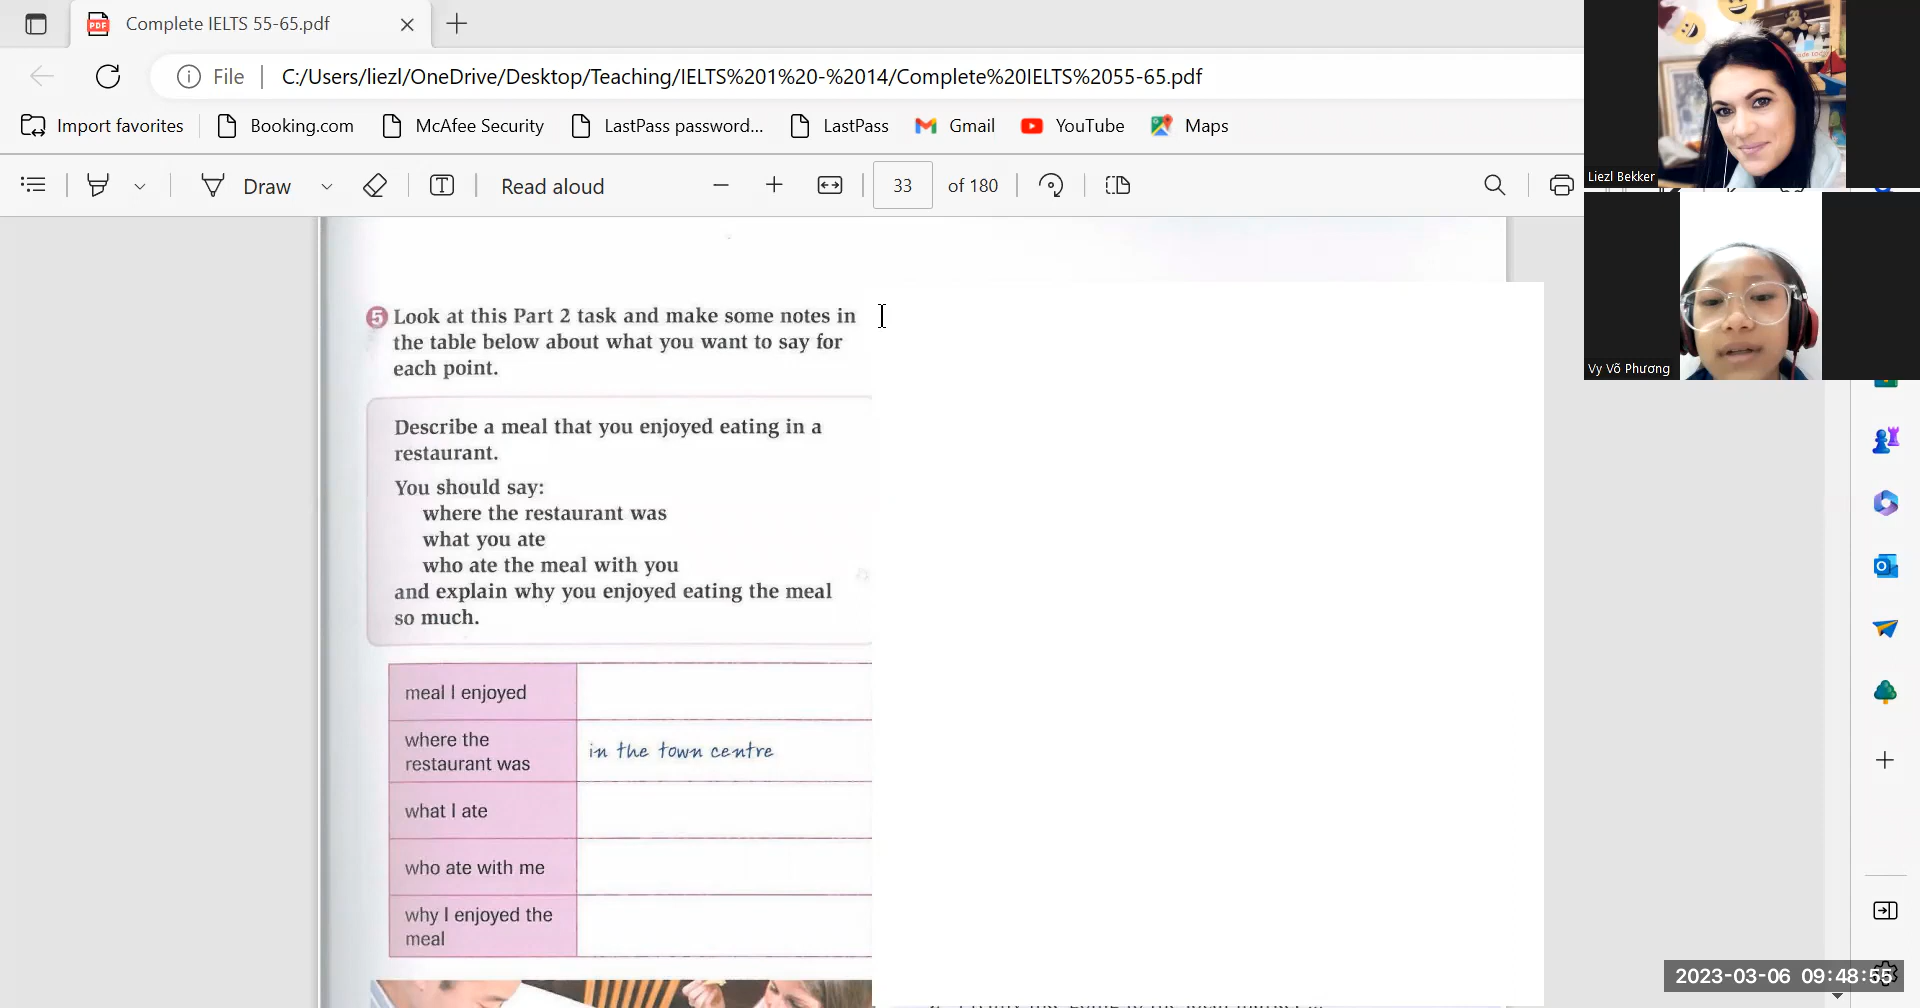 Complete IELTS 55-65.pdf
File
C:/Users/liezl/OneDrive/Desktop/Teaching/IELTS%201%20-%2014/Complete%20IELTS%2055-65.pdf
Import favorites
Booking.com
McAfee Security
LastPass password...
LastPass
Gmail
YouTube
Maps
Draw
Read aloud
33
of 180
Liezl Bekker
Vy Võ Phương
5 Look at this Part 2 task and make some notes in
the table below about what you want to say for
each point.
Describe a meal that you enjoyed eating in a
restaurant.
You should say:
where the restaurant was
what you ate
who ate the meal with you
and explain why you enjoyed eating the meal
so much.
meal I enjoyed
where the
restaurant was
in the town centre
what I ate
who ate with me
why I enjoyed the
meal
2023-03-06 09:48:55